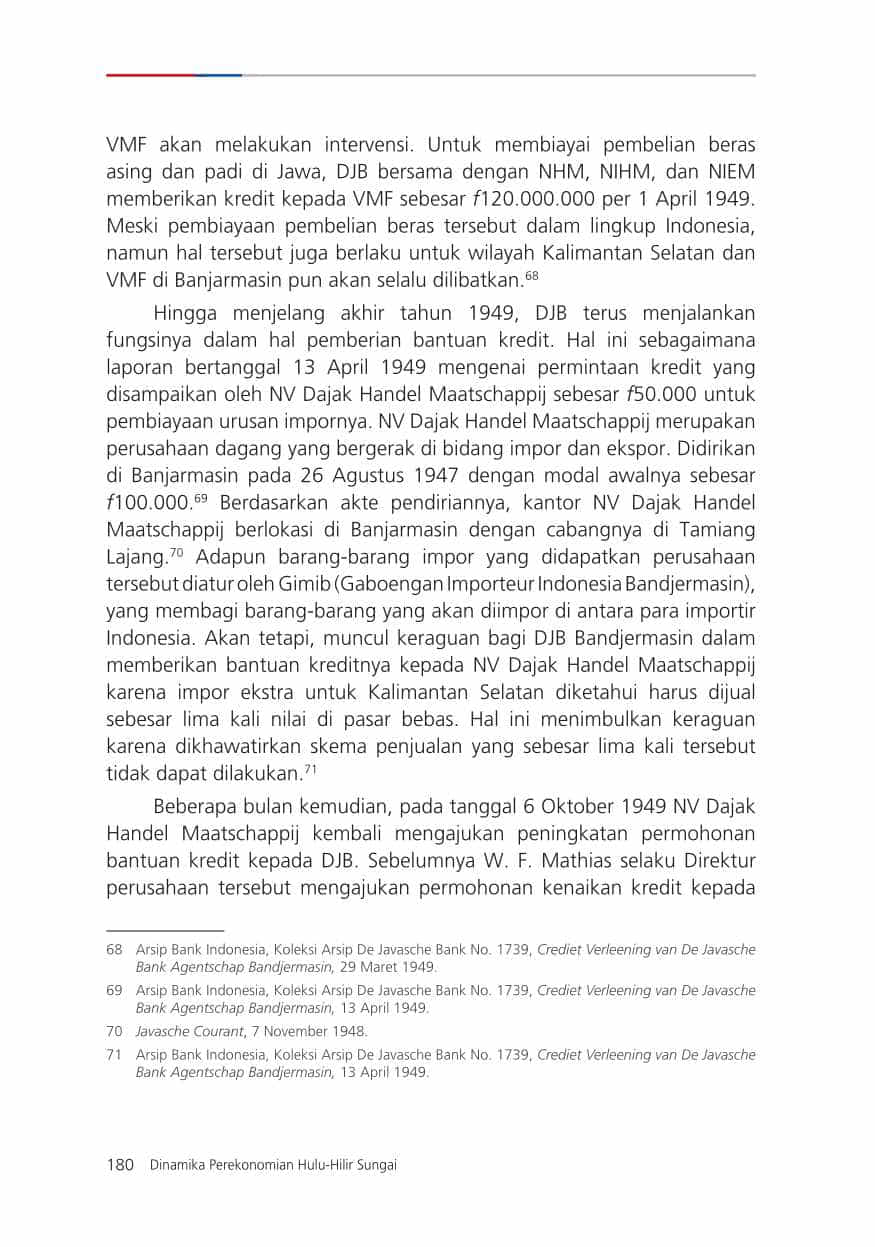 VMF akan melakukan intervensi. Untuk membiayai pembelian beras
asing dan padi di Jawa, DJB bersama dengan NHM, NIHM, dan NIEM
memberikan kredit kepada VMF sebesar f120.000.000 per 1 April 1949.
Meski pembiayaan pembelian beras tersebut dalam lingkup Indonesia,
namun hal tersebut juga berlaku untuk wilayah Kalimantan Selatan dan
VMF di Banjarmasin pun akan selalu dilibatkan.68
Hingga menjelang akhir tahun 1949, DJB terus menjalankan
fungsinya dalam hal pemberian bantuan kredit. Hal ini sebagaimana
laporan bertanggal 13 April 1949 mengenai permintaan kredit yang
disampaikan oleh NV Dajak Handel Maatschappij sebesar f50.000 untuk
pembiayaan urusan impornya. NV Dajak Handel Maatschappij merupakan
perusahaan dagang yang bergerak di bidang impor dan ekspor. Didirikan
di Banjarmasin pada 26 Agustus 1947 dengan modal awalnya sebesar
f100.000.69 Berdasarkan akte pendiriannya, kantor NV Dajak Handel
Maatschappij berlokasi di Banjarmasin dengan cabangnya di Tamiang
Lajang.70 Adapun barang-barang impor yang didapatkan perusahaan
tersebut diatur oleh Gimib (Gaboengan Importeur Indonesia Bandjermasin),
yang membagi barang-barang yang akan diimpor di antara para importir
Indonesia. Akan tetapi, muncul keraguan bagi DJB Bandjermasin dalam
memberikan bantuan kreditnya kepada NV Dajak Handel Maatschappij
karena impor ekstra untuk Kalimantan Selatan diketahui harus dijual
sebesar lima kali nilai di pasar bebas. Hal ini menimbulkan keraguan
karena dikhawatirkan skema penjualan yang sebesar lima kali tersebut
tidak dapat dilakukan.71
Beberapa bulan kemudian, pada tanggal 6 Oktober 1949 NV Dajak
Handel Maatschappij kembali mengajukan peningkatan permohonan
bantuan kredit kepada DJB. Sebelumnya W. F. Mathias selaku Direktur
perusahaan tersebut mengajukan permohonan kenaikan kredit kepada
68 Arsip Bank Indonesia, Koleksi Arsip De Javasche Bank No. 1739, Crediet Verleening van De Javasche
Bank Agentschap Bandjermasin, 29 Maret 1949.
69 Arsip Bank Indonesia, Koleksi Arsip De Javasche Bank No. 1739, Crediet Verleening van De Javasche
Bank Agentschap Bandjermasin, 13 April 1949.
70 Javasche Courant, 7 November 1948.
71 Arsip Bank Indonesia, Koleksi Arsip De Javasche Bank No. 1739, Crediet Verleening van De Javasche
Bank Agentschap Bandjermasin, 13 April 1949.
180 Dinamika Perekonomian Hulu-Hilir Sungai